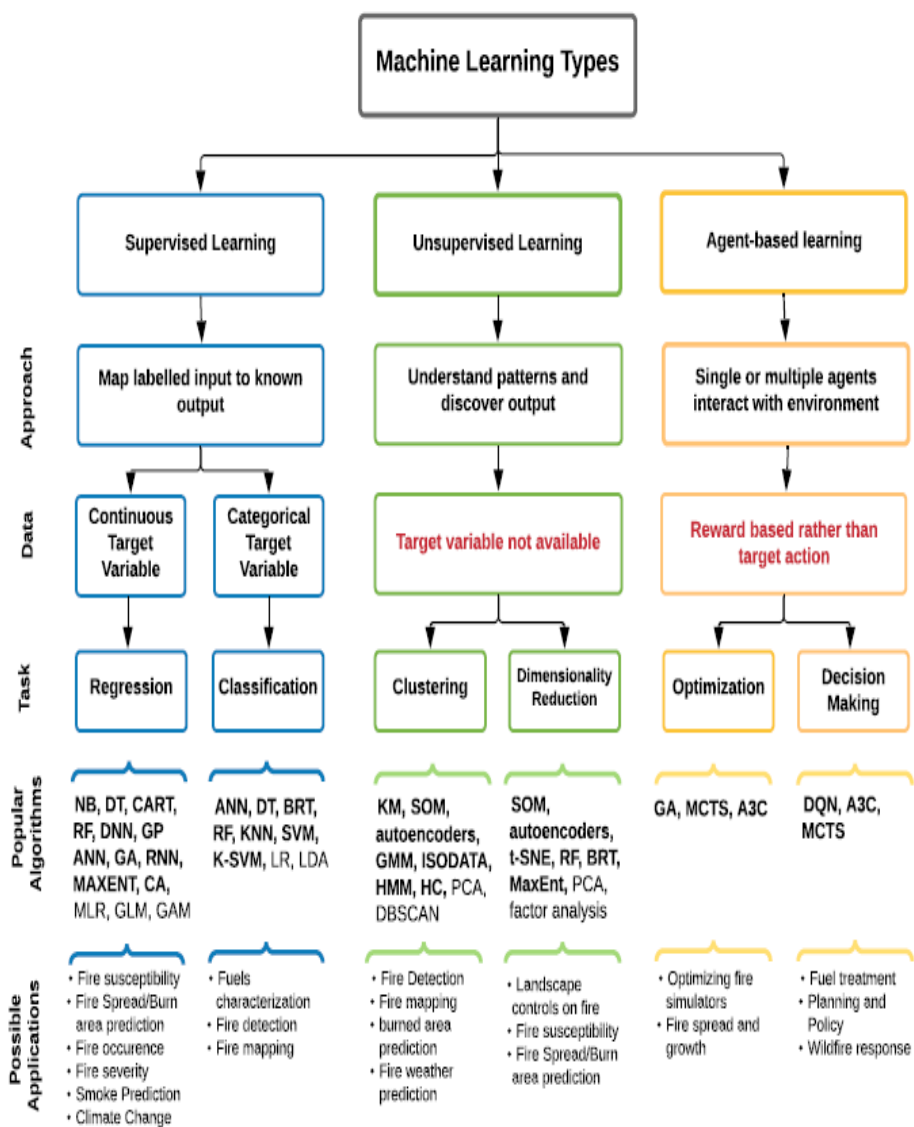 Machine Learning Types
Supervised Learning
Unsupervised Learning
Agent-based learning
Approach
Map labelled input to known
output
Understand patterns and
discover output
Single or multiple agents
interact with environment
Data
Continuous
Target
Variable
Categorical
Target
Variable
Target variable not available
Reward based rather than
target action
Task
Regression
Classification
Clustering
Dimensionality
Reduction
Optimization
Decision
Making
Popular
Algorithms
NB, DT, CART,
RF, DNN, GP
ANN, GA, RNN,
MAXENT, CA,
MLR, GLM, GAM
ANN, DT, BRT,
RF, KNN, SVM,
K-SVM, LR, LDA
KM, SOM,
autoencoders,
GMM, ISODATA,
HMM, HC, PCA,
DBSCAN
SOM,
autoencoders,
t-SNE, RF, BRT,
MaxEnt, PCA,
factor analysis
GA, MCTS, A3C
DQN, A3C,
MCTS
Possible
Applications
• Fire susceptibility
• Fire Spread/Burn
area prediction
• Fire occurence
• Fire severity
• Smoke Prediction
• Climate Change
• Fuels
characterization
• Fire detection
• Fire mapping
• Fire Detection
• Fire mapping
• burned area
prediction
• Fire weather
prediction
• Landscape
controls on fire
• Fire susceptibility
• Fire Spread/Burn
area prediction
• Optimizing fire
simulators
• Fire spread and
growth
• Fuel treatment
• Planning and
Policy
• Wildfire response